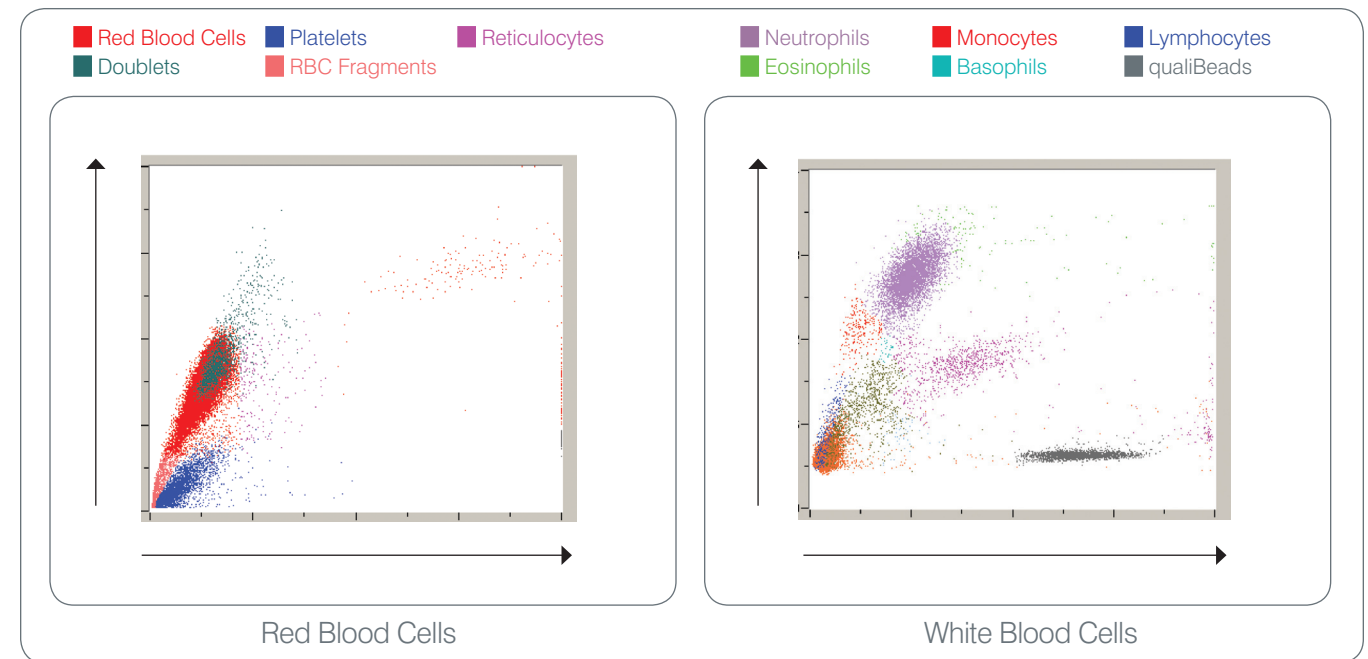 Red Blood Cells Platelets Reticulocytes
Doublets RBC Fragments
Neutrophils Monocytes Lymphocytes
Eosinophils Basophils qualiBeads
Red Blood Cells
White Blood Cells